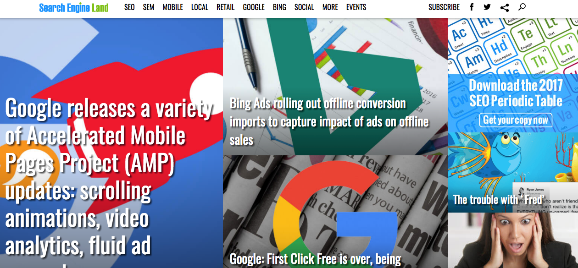 Search Engine Land
SEO SEM MOBILE LOCAL RETAIL GOOGLE BING SOCIAL MORE EVENTS SUBSCRIBE
Google releases a variety
of Accelerated Mobile
Pages Project (AMP)
updates: scrolling
animations, video
analytics, fluid ad
Bing Ads rolling out offline conversion
imports to capture impact of ads on offline
sales
Google: First Click Free is over, being
Ac Th
Te
Download the 2017
SEO Periodic Table
Get your copy now
The trouble with 'Fred'